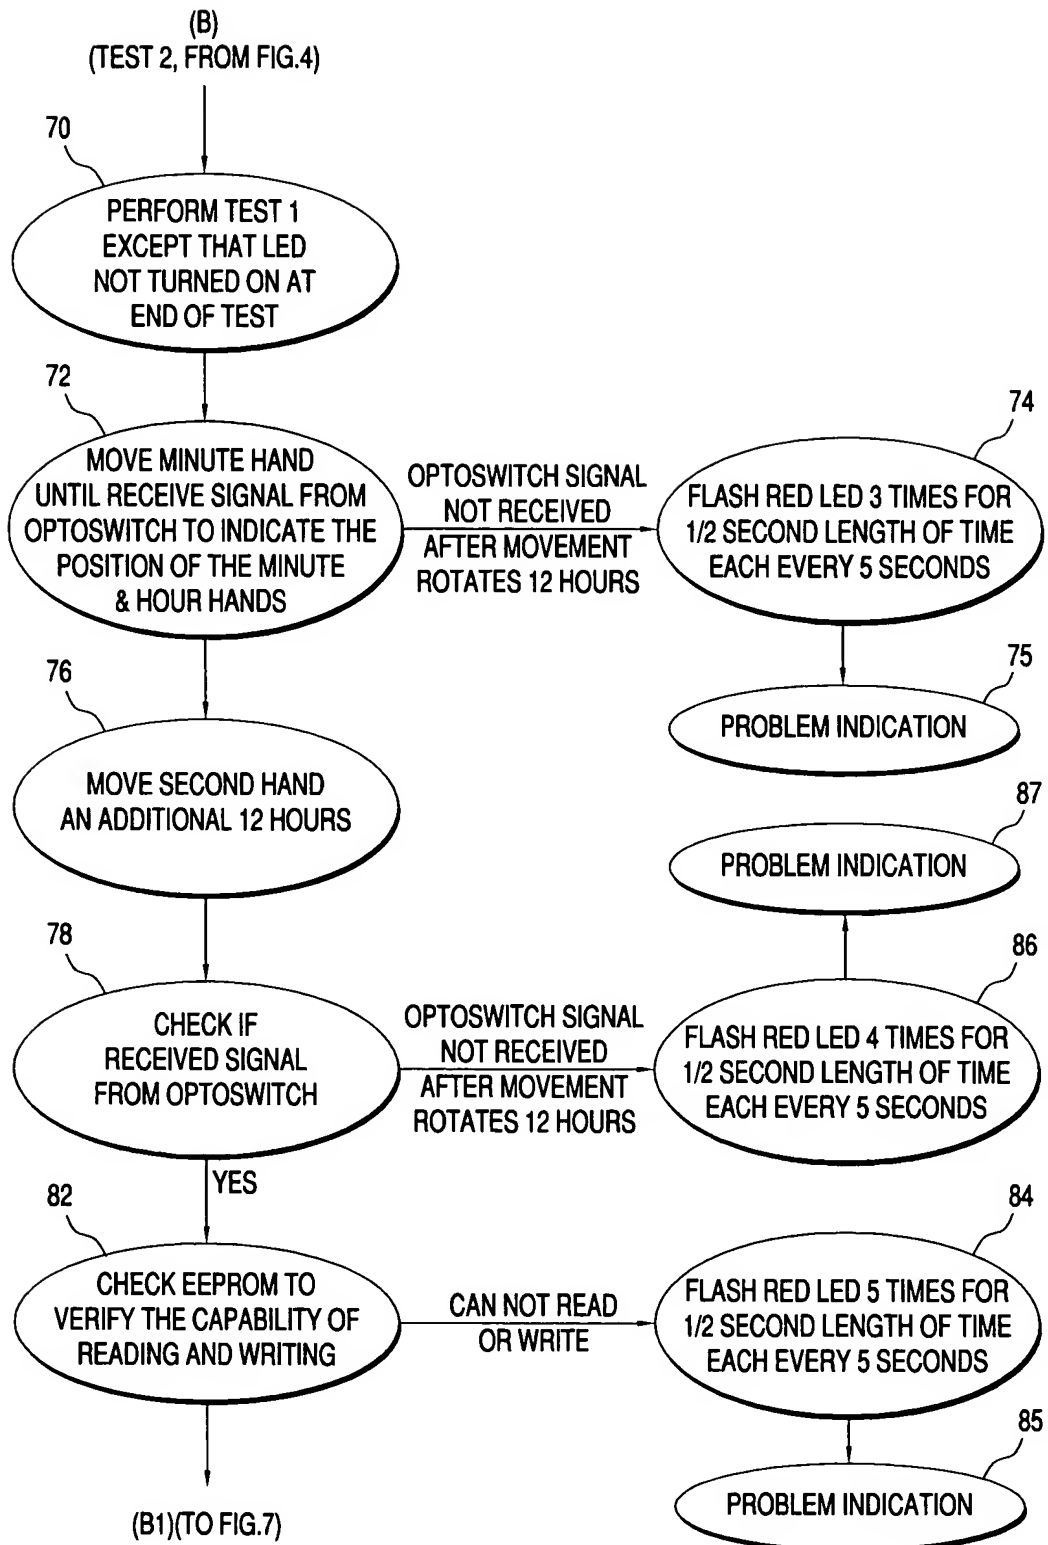 (B)
(TEST 2, FROM FIG.4)
70
PERFORM TEST 1
EXCEPT THAT LED
NOT TURNED ON AT
END OF TEST
72
MOVE MINUTE HAND
UNTIL RECEIVE SIGNAL FROM
OPTOSWITCH TO INDICATE THE
POSITION OF THE MINUTE
& HOUR HANDS
OPTOSWITCH SIGNAL
NOT RECEIVED
AFTER MOVEMENT
ROTATES 12 HOURS
74
FLASH RED LED 3 TIMES FOR
1/2 SECOND LENGTH OF TIME
EACH EVERY 5 SECONDS
75
PROBLEM INDICATION
76
MOVE SECOND HAND
AN ADDITIONAL 12 HOURS
87
PROBLEM INDICATION
78
CHECK IF
RECEIVED SIGNAL
FROM OPTOSWITCH
OPTOSWITCH SIGNAL
NOT RECEIVED
AFTER MOVEMENT
ROTATES 12 HOURS
86
FLASH RED LED 4 TIMES FOR
1/2 SECOND LENGTH OF TIME
EACH EVERY 5 SECONDS
YES
82
CHECK EEPROM TO
VERIFY THE CAPABILITY OF
READING AND WRITING
CAN NOT READ
OR WRITE
84
FLASH RED LED 5 TIMES FOR
1/2 SECOND LENGTH OF TIME
EACH EVERY 5 SECONDS
85
PROBLEM INDICATION
(B1)(TO FIG.7)